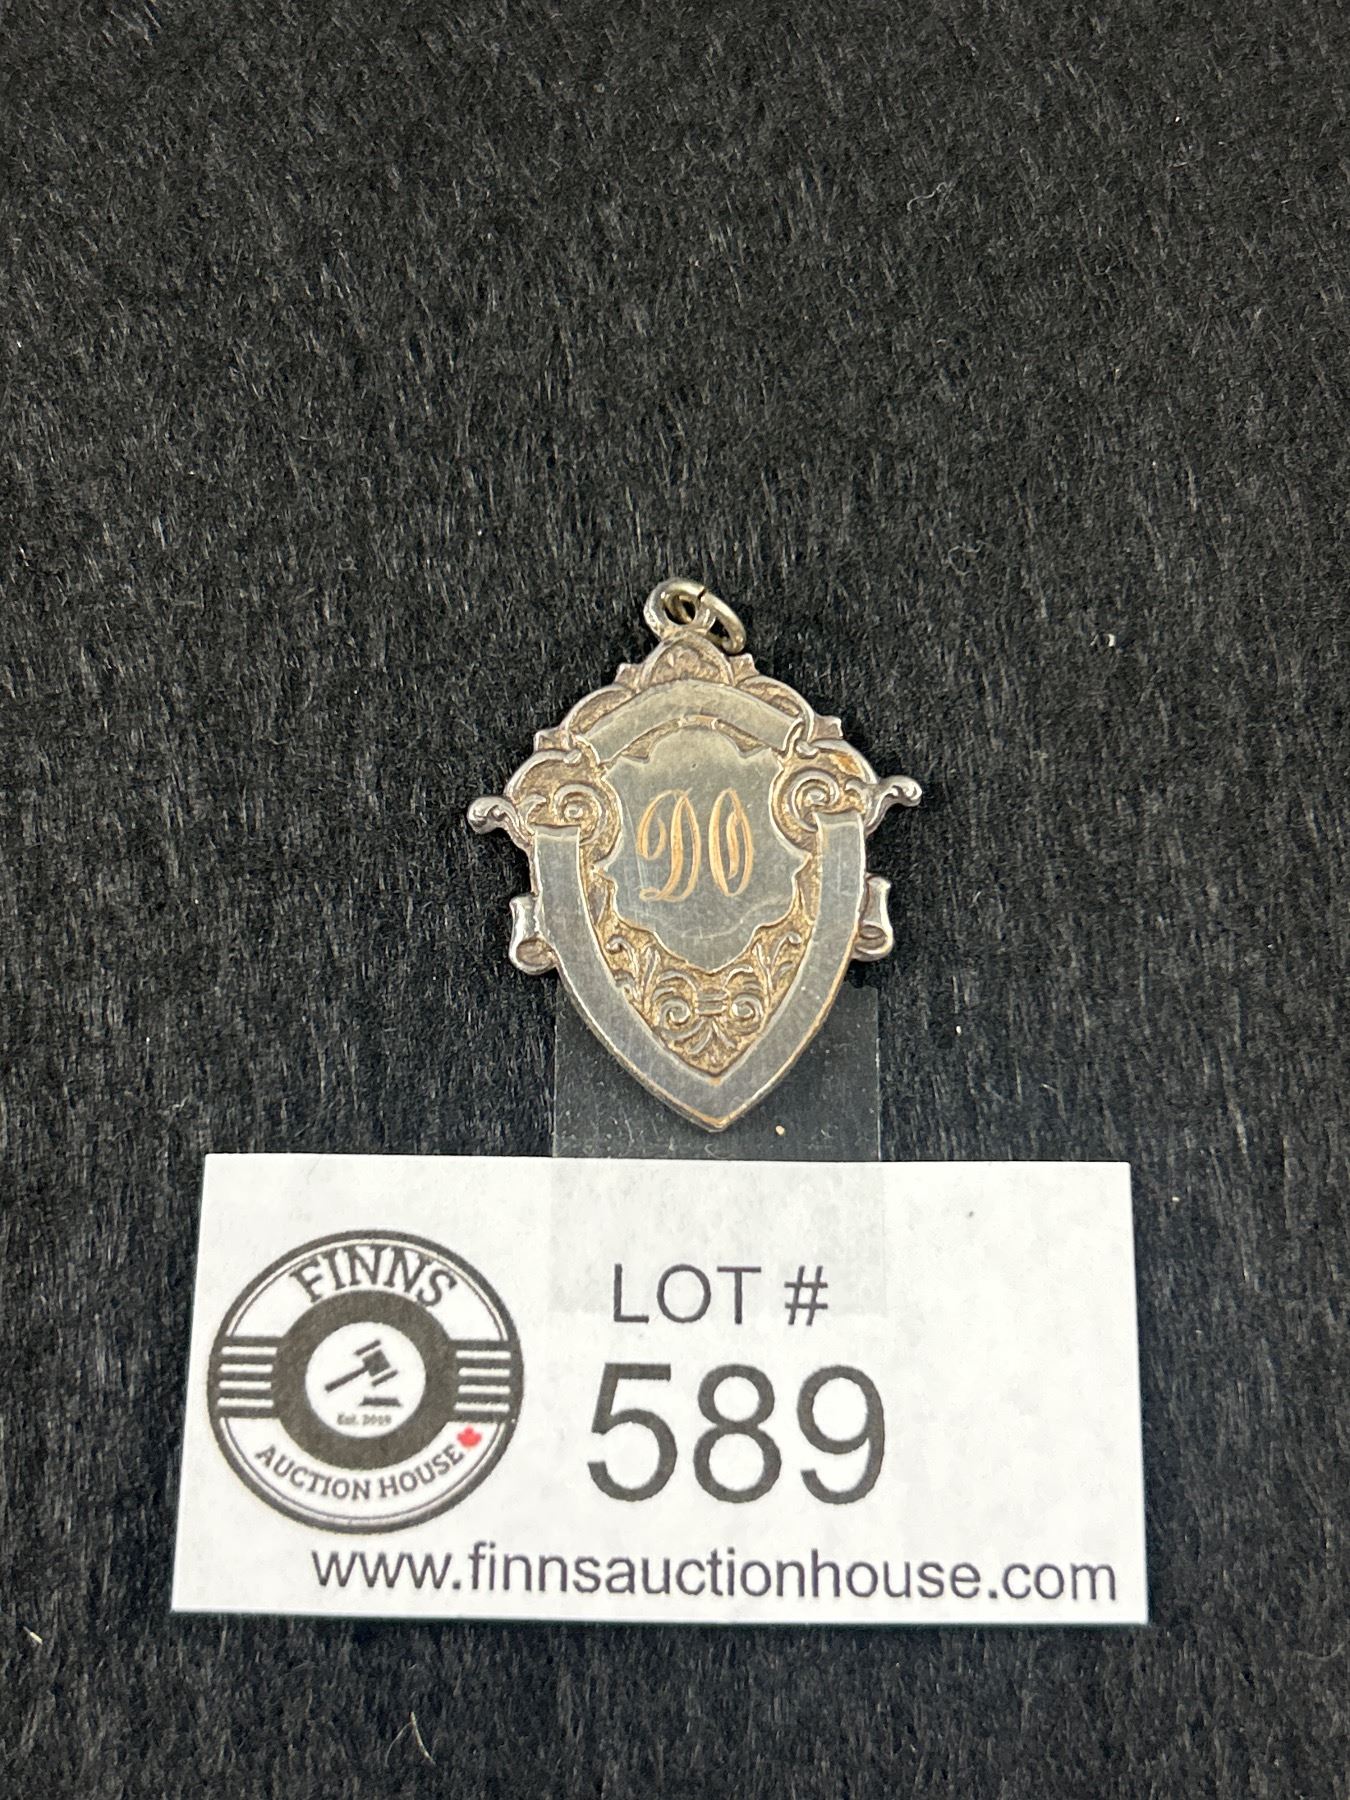 DO
LOT #
FINNS
589
Est. 2019
AUCTION HOUSE
www.finnsauctionhouse.com